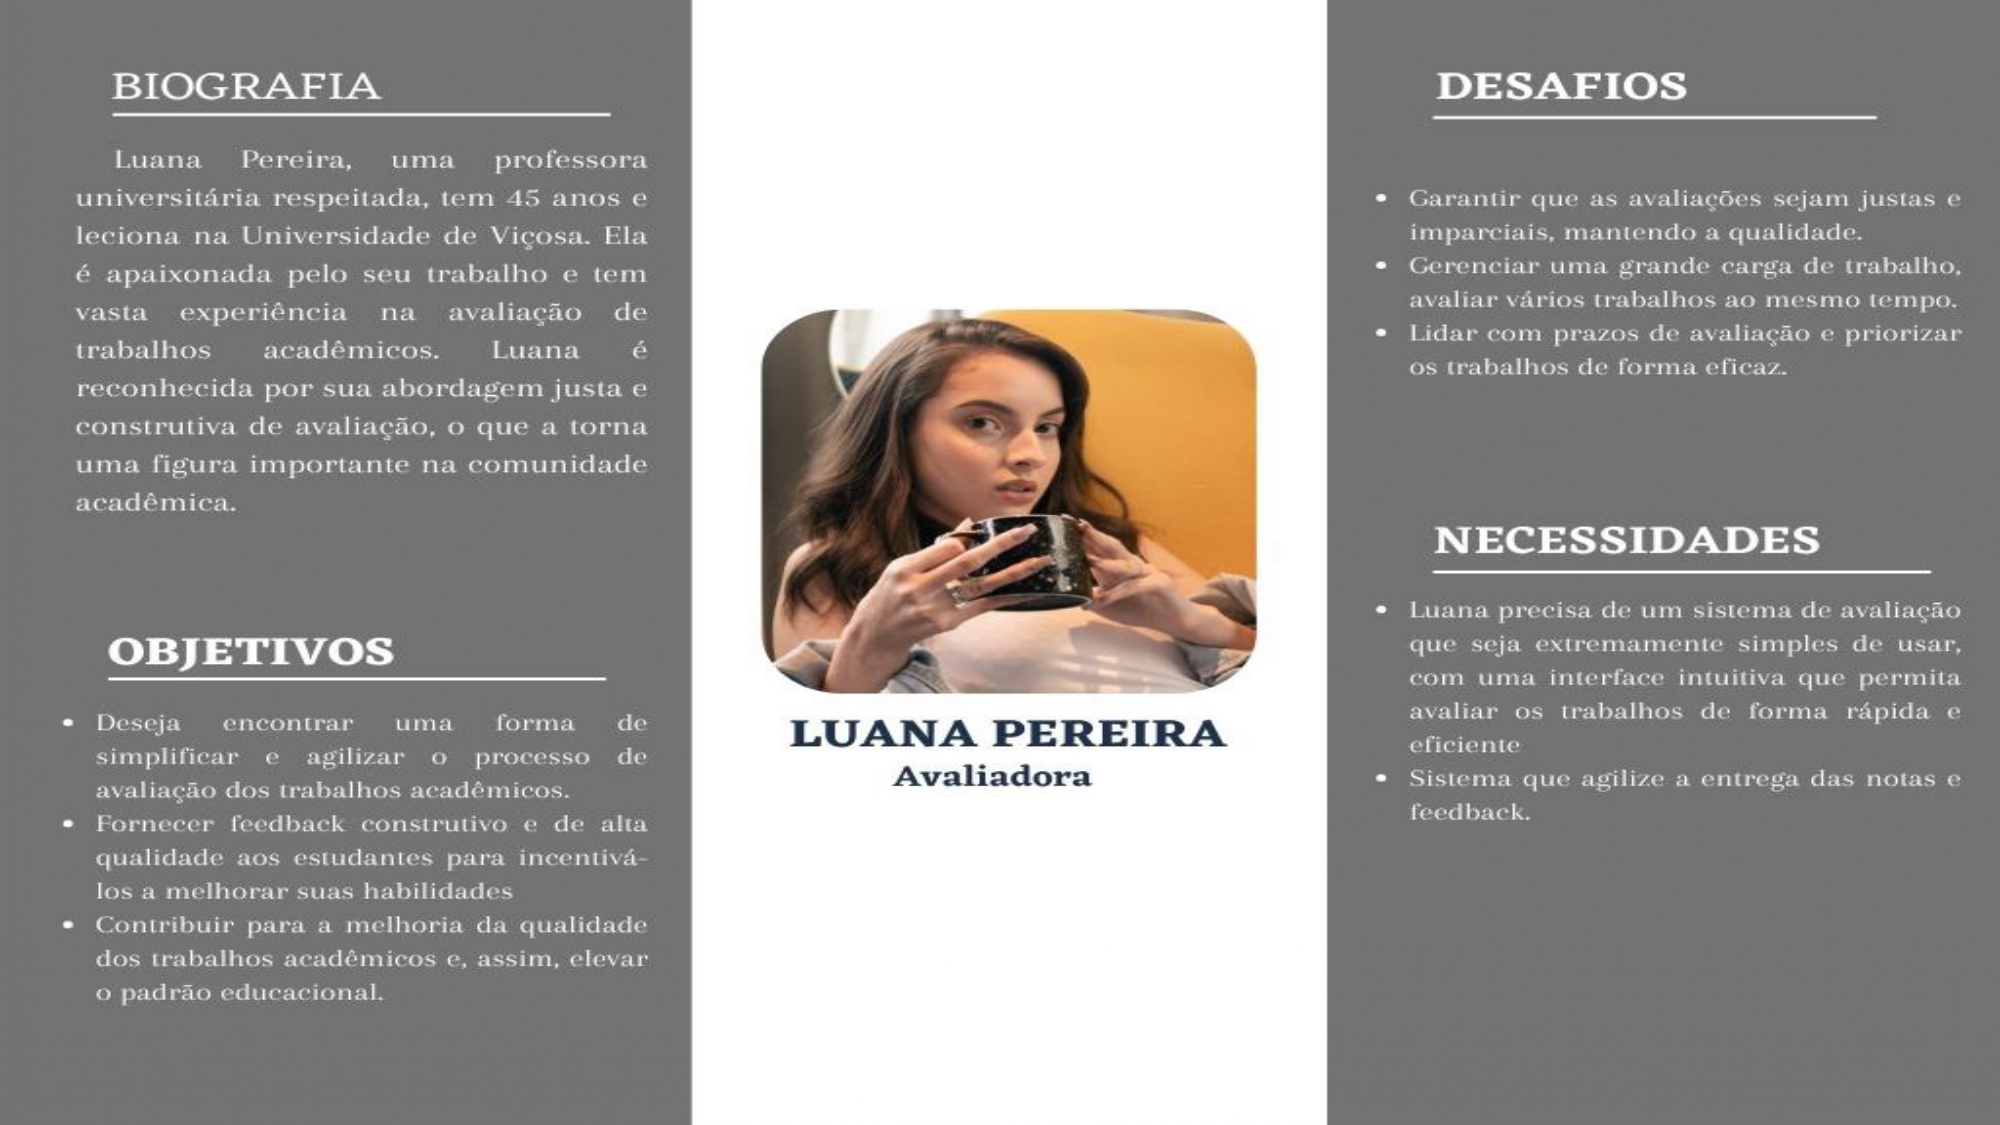 BIOGRAFIA
Luana Pereira, uma professora
universitária respeitada, tem 45 anos e
leciona na Universidade de Viçosa. Ela
é apaixonada pelo seu trabalho e tem
vasta experiência na avaliação de
trabalhos acadêmicos. Luana é
reconhecida por sua abordagem justa e
construtiva de avaliação, o que a torna
uma figura importante na comunidade
acadêmica.
OBJETIVOS
• Deseja encontrar uma forma de
simplificar e agilizar o processo de
avaliação dos trabalhos acadêmicos.
• Fornecer feedback construtivo e de alta
qualidade aos estudantes para incentivá-
los a melhorar suas habilidades
• Contribuir para a melhoria da qualidade
dos trabalhos acadêmicos e, assim, elevar
o padrão educacional.
LUANA PEREIRA
Avaliadora
DESAFIOS
• Garantir que as avaliações sejam justas e
imparciais, mantendo a qualidade.
• Gerenciar uma grande carga de trabalho,
avaliar vários trabalhos ao mesmo tempo.
• Lidar com prazos de avaliação e priorizar
os trabalhos de forma eficaz.
NECESSIDADES
• Luana precisa de um sistema de avaliação
que seja extremamente simples de usar,
com uma interface intuitiva que permita
avaliar os trabalhos de forma rápida e
eficiente
• Sistema que agilize a entrega das notas e
feedback.